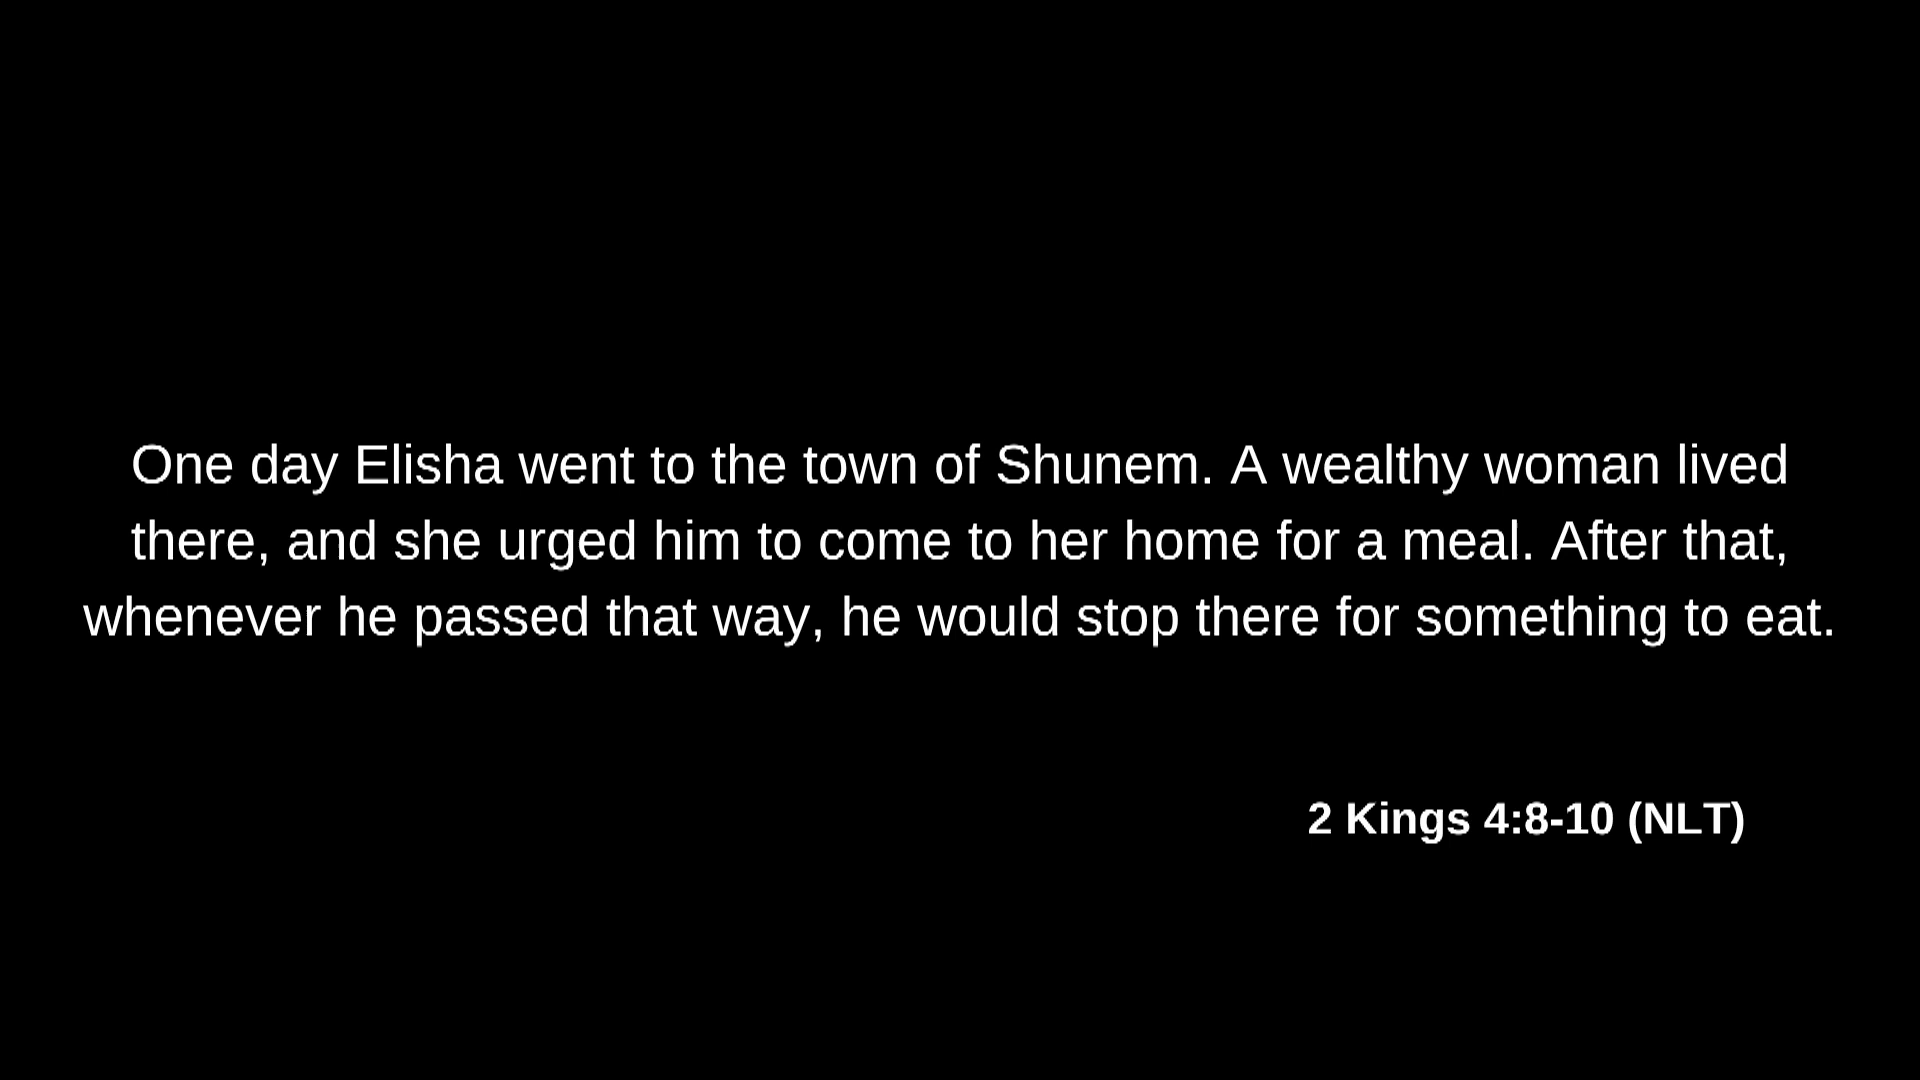 One day Elisha went to the town of Shunem. A wealthy woman lived
there, and she urged him to come to her home for a meal. After that,
whenever he passed that way, he would stop there for something to eat.
2 Kings 4:8-10 (NLT)